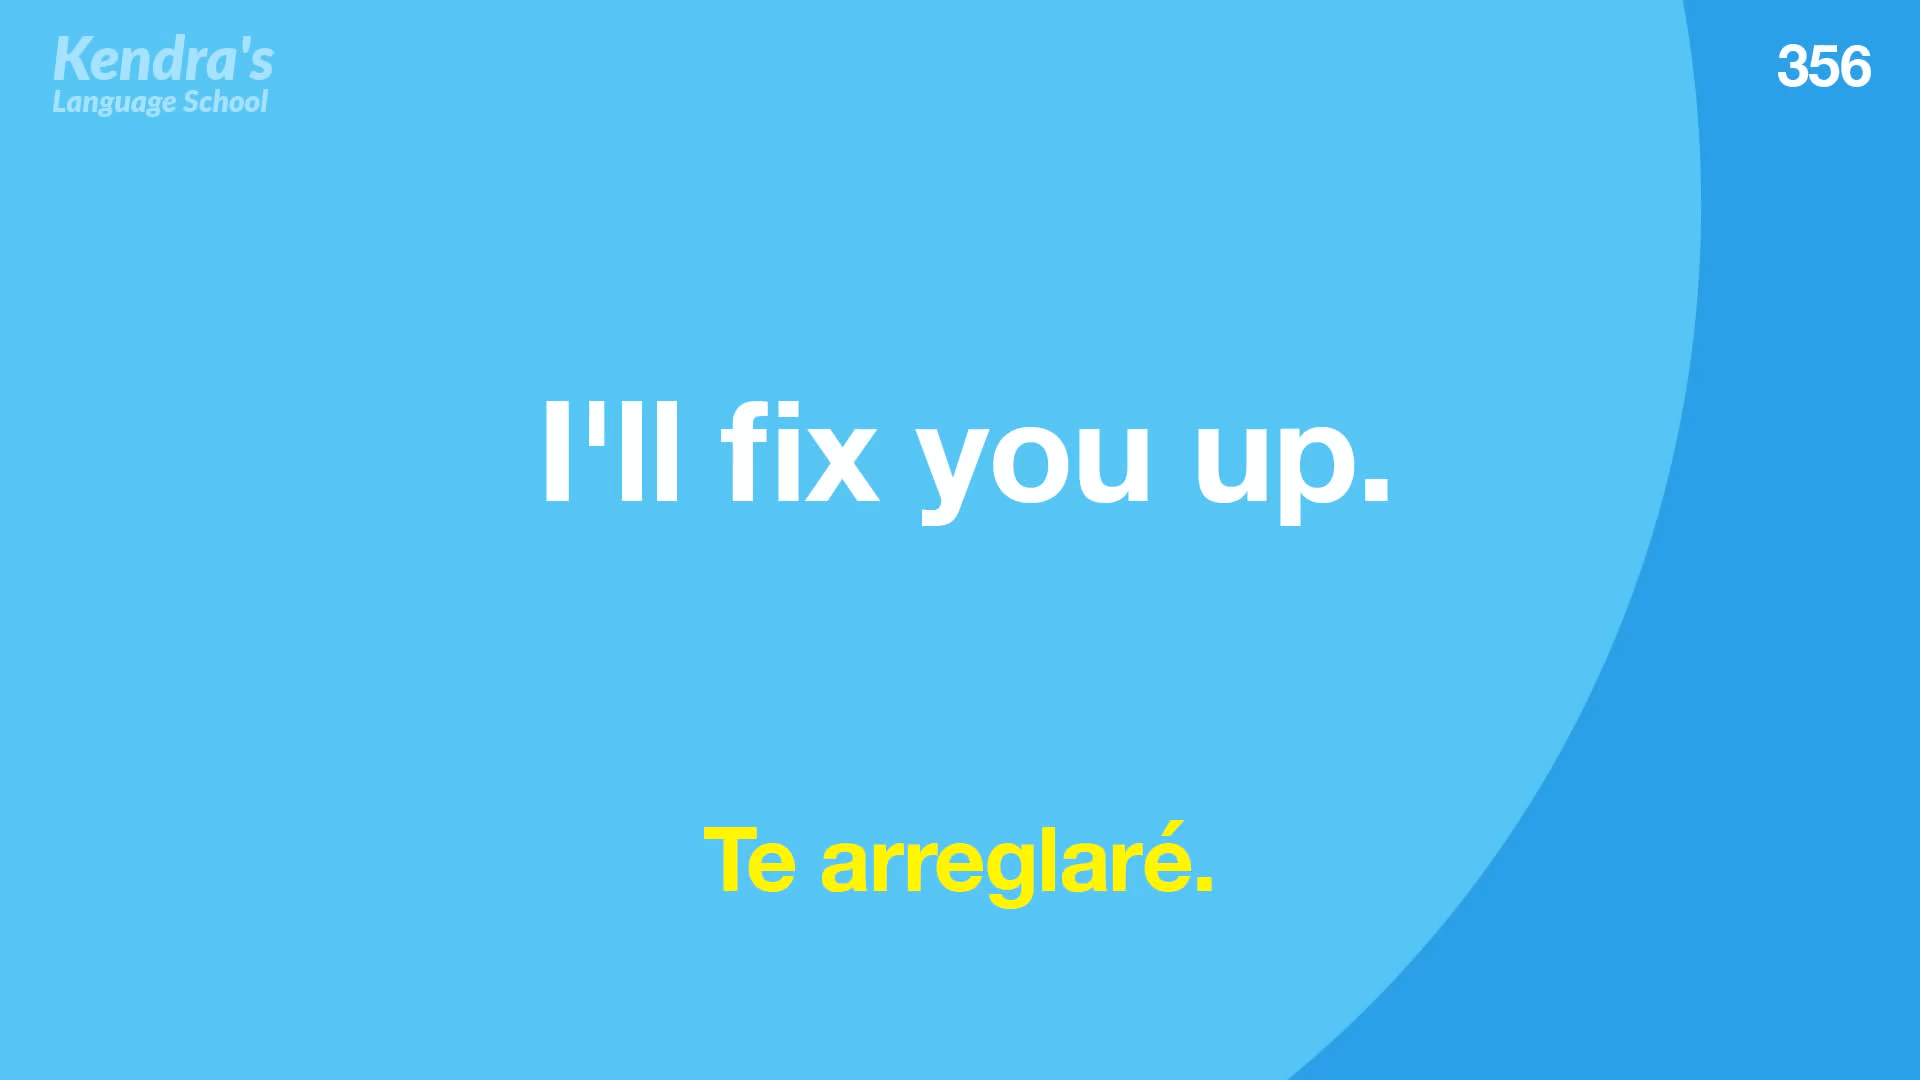 Kendra's
Language School
356
I'll fix you up.
Te arreglaré.